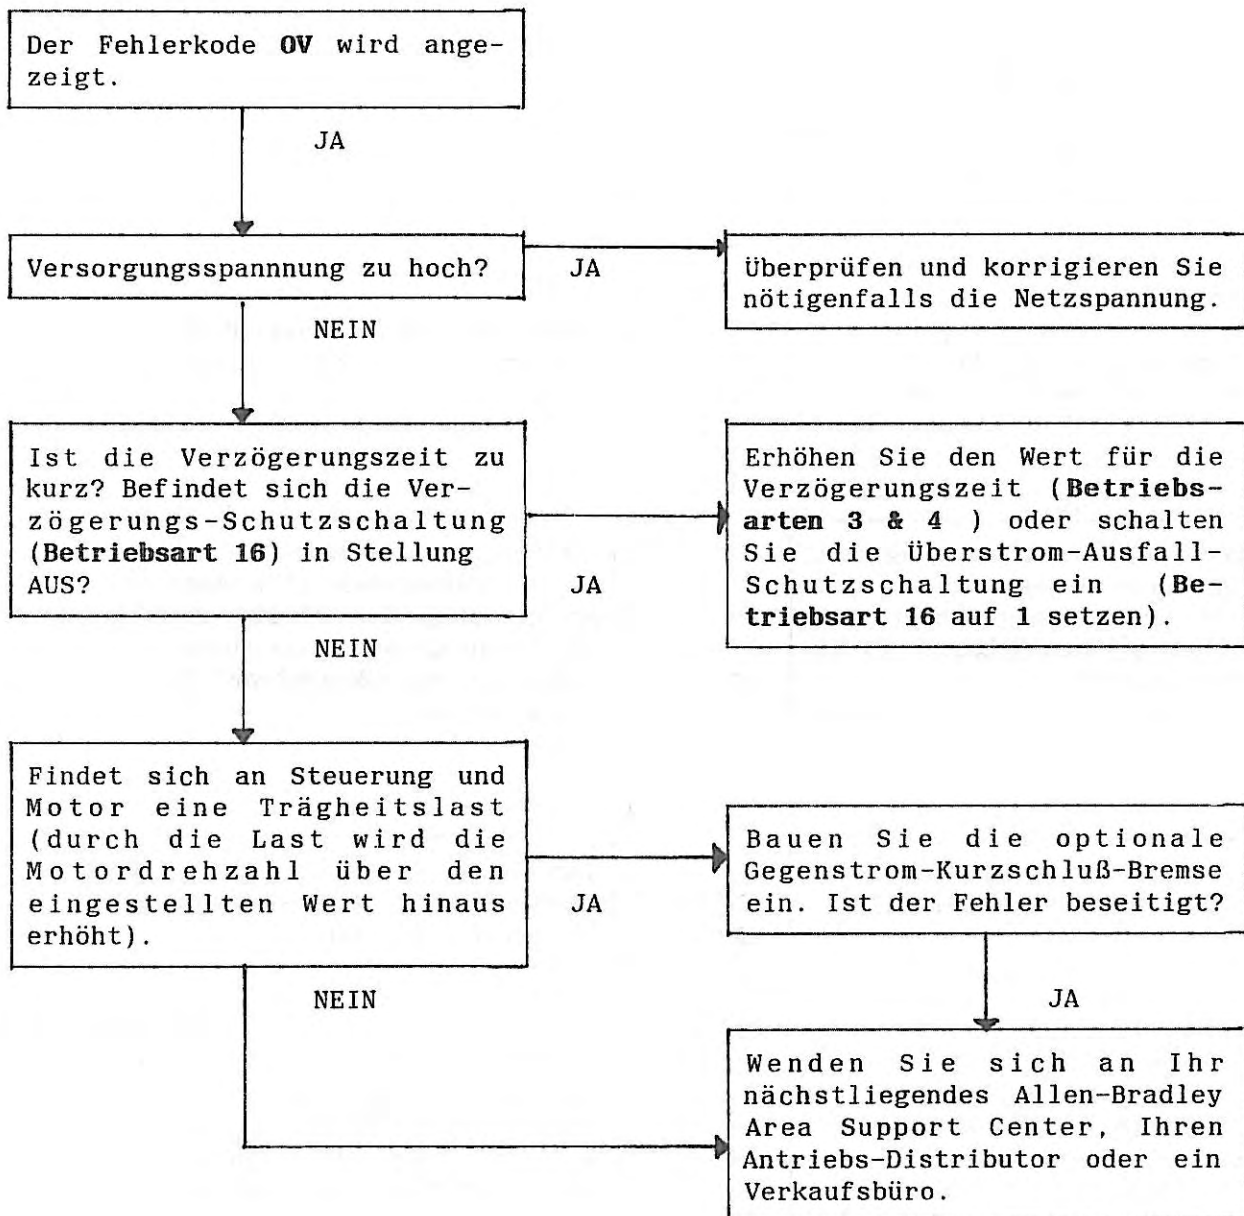 Der Fehlerkode OV wird ange-
zeigt.
JA
Versorgungsspannnung zu hoch?
JA
Überprüfen und korrigieren Sie
nötigenfalls die Netzspannung.
NEIN
Ist die Verzögerungszeit zu
kurz? Befindet sich die Ver-
zögerungs-Schutzschaltung
(Betriebsart 16) in Stellung
AUS?
JA
Erhöhen Sie den Wert für die
Verzögerungszeit (Betriebs-
arten 3 & 4 ) oder schalten
Sie die Überstrom-Ausfall-
Schutzschaltung ein (Be-
triebsart 16 auf 1 setzen).
NEIN
Findet sich an Steuerung und
Motor eine Trägheitslast
(durch die Last wird die
Motordrehzahl über den
eingestellten Wert hinaus
erhöht).
JA
Bauen Sie die optionale
Gegenstrom-Kurzschluß-Bremse
ein. Ist der Fehler beseitigt?
NEIN
JA
Wenden Sie sich an Ihr
nächstliegendes Allen-Bradley
Area Support Center, Ihren
Antriebs-Distributor oder ein
Verkaufsbüro.